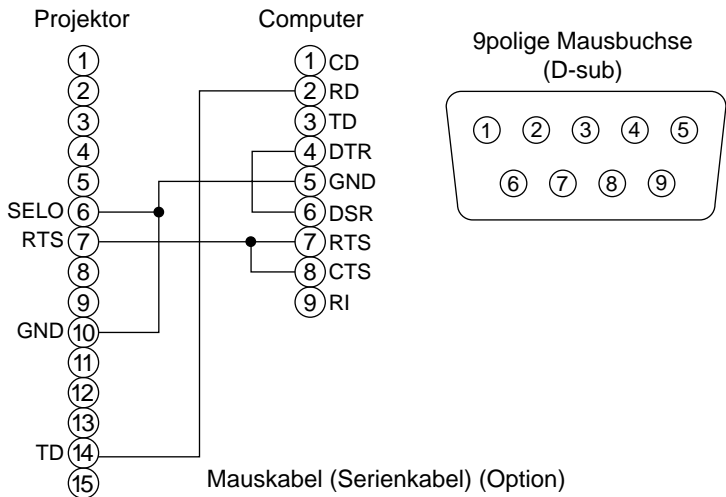 Projektor
1
2
3
4
5
SELO 6
RTS 7
8
9
GND 10
11
12
13
TD 14
15
Computer
1 CD
2 RD
3 TD
4 DTR
5 GND
6 DSR
7 RTS
8 CTS
9 RI
9polige Mausbuchse
(D-sub)
1 2 3 4 5
6 7 8 9
Mauskabel (Serienkabel) (Option)